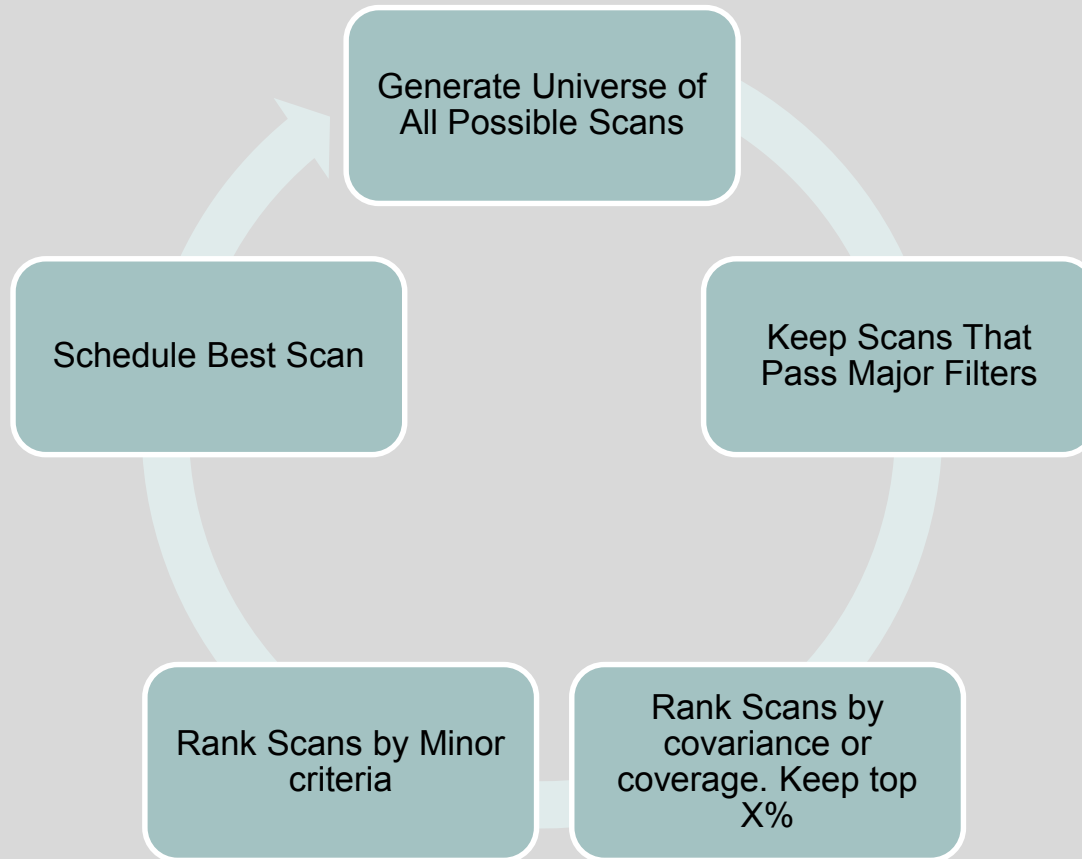 Generate Universe of
All Possible Scans
Keep Scans That
Pass Major Filters
Rank Scans by
covariance or
coverage. Keep top
X%
Rank Scans by Minor
criteria
Schedule Best Scan